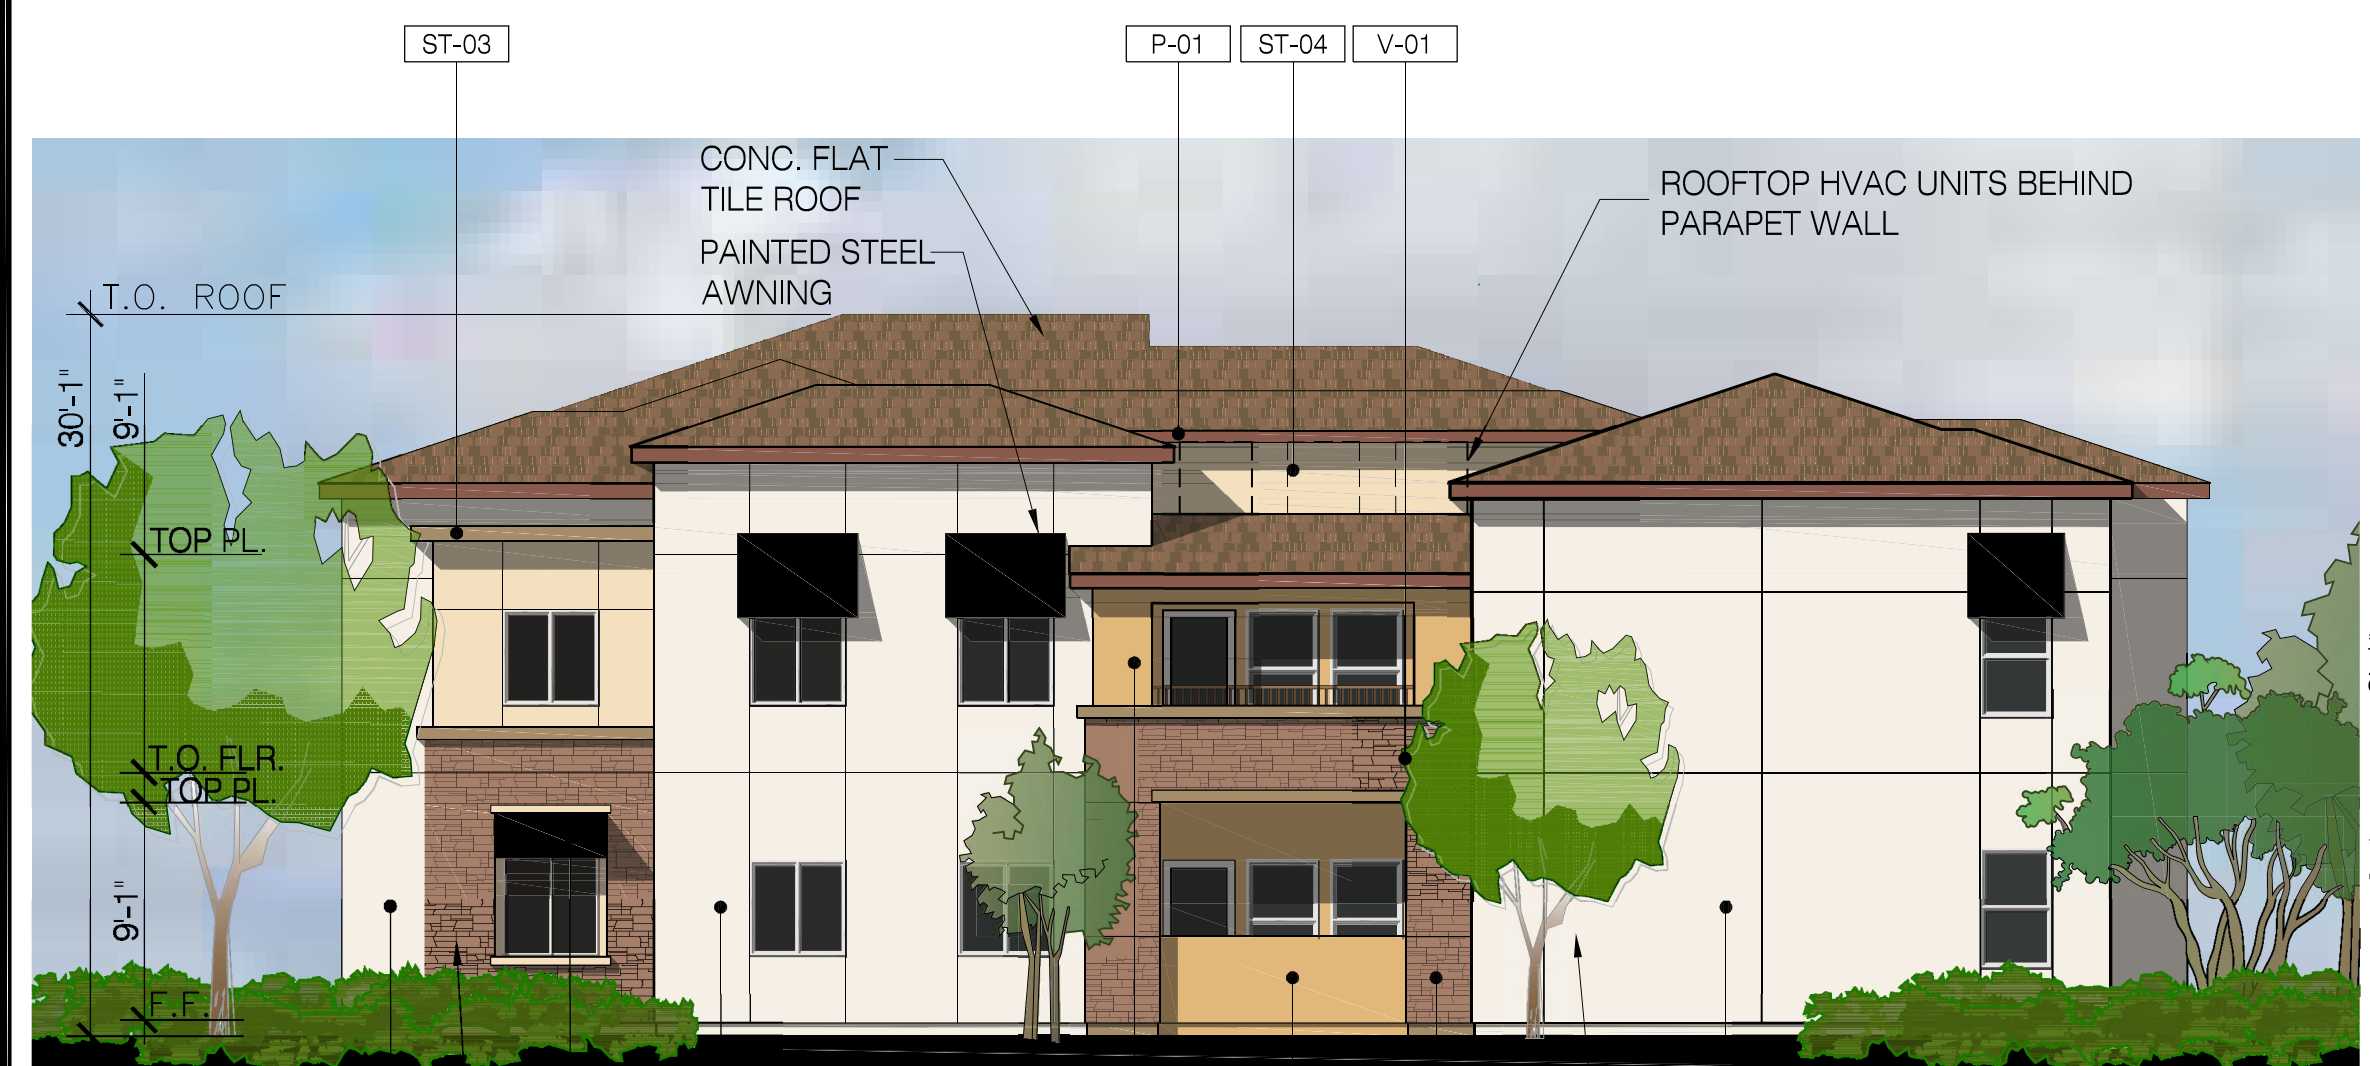 ST-03
P-01
ST-04
V-01
CONC. FLAT
TILE ROOF
PAINTED STEEL
AWNING
ROOFTOP HVAC UNITS BEHIND
PARAPET WALL
T.O. ROOF
30'-1"
9'-1"
TOP PL.
T.O. FLR.
TOP PL.
9'-1"
F.F.